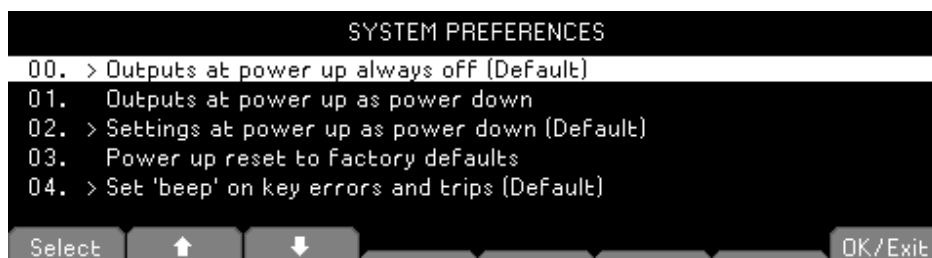 SYSTEM PREFERENCES
00. > Outputs at power up always off (Default)
01. Outputs at power up as power down
02. > Settings at power up as power down (Default)
03. Power up reset to factory defaults
04. > Set 'beep' on key errors and trips (Default)
Select ↑ ↓ OK/Exit